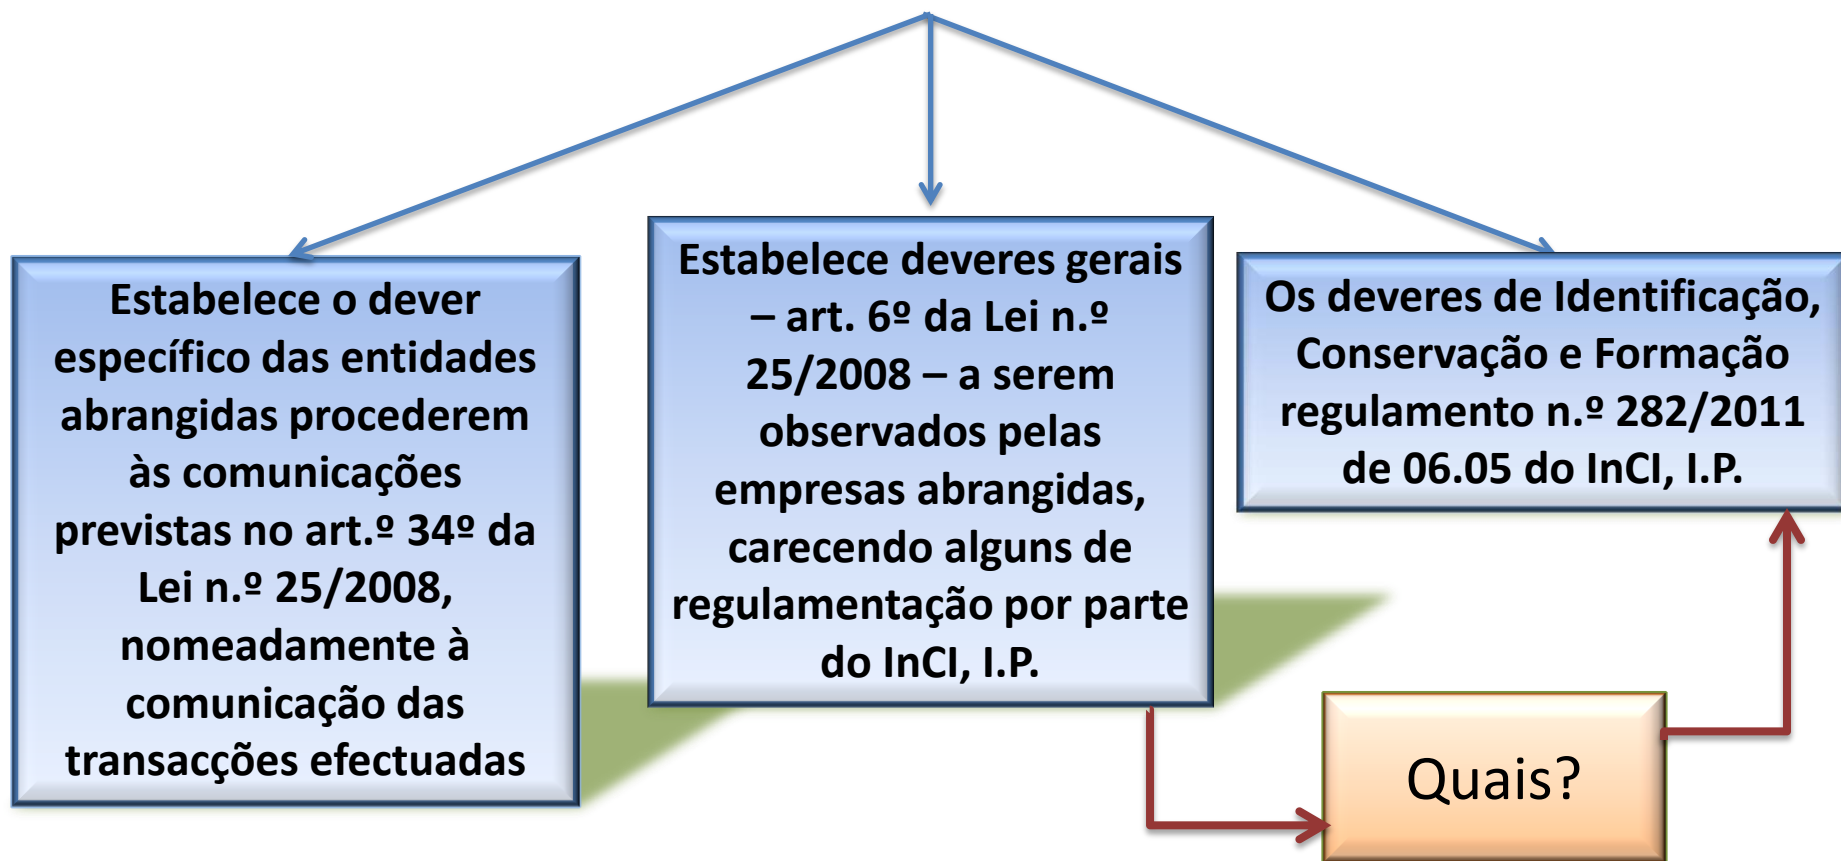 Estabelece o dever
específico das entidades
abrangidas procederem
às comunicações
previstas no art.º 34º da
Lei n.º 25/2008,
nomeadamente à
comunicação das
transacções efectuadas
Estabelece deveres gerais
– art. 6º da Lei n.º
25/2008 – a serem
observados pelas
empresas abrangidas,
carecendo alguns de
regulamentação por parte
do InCI, I.P.
Os deveres de Identificação,
Conservação e Formação
regulamento n.º 282/2011
de 06.05 do InCI, I.P.
Quais?